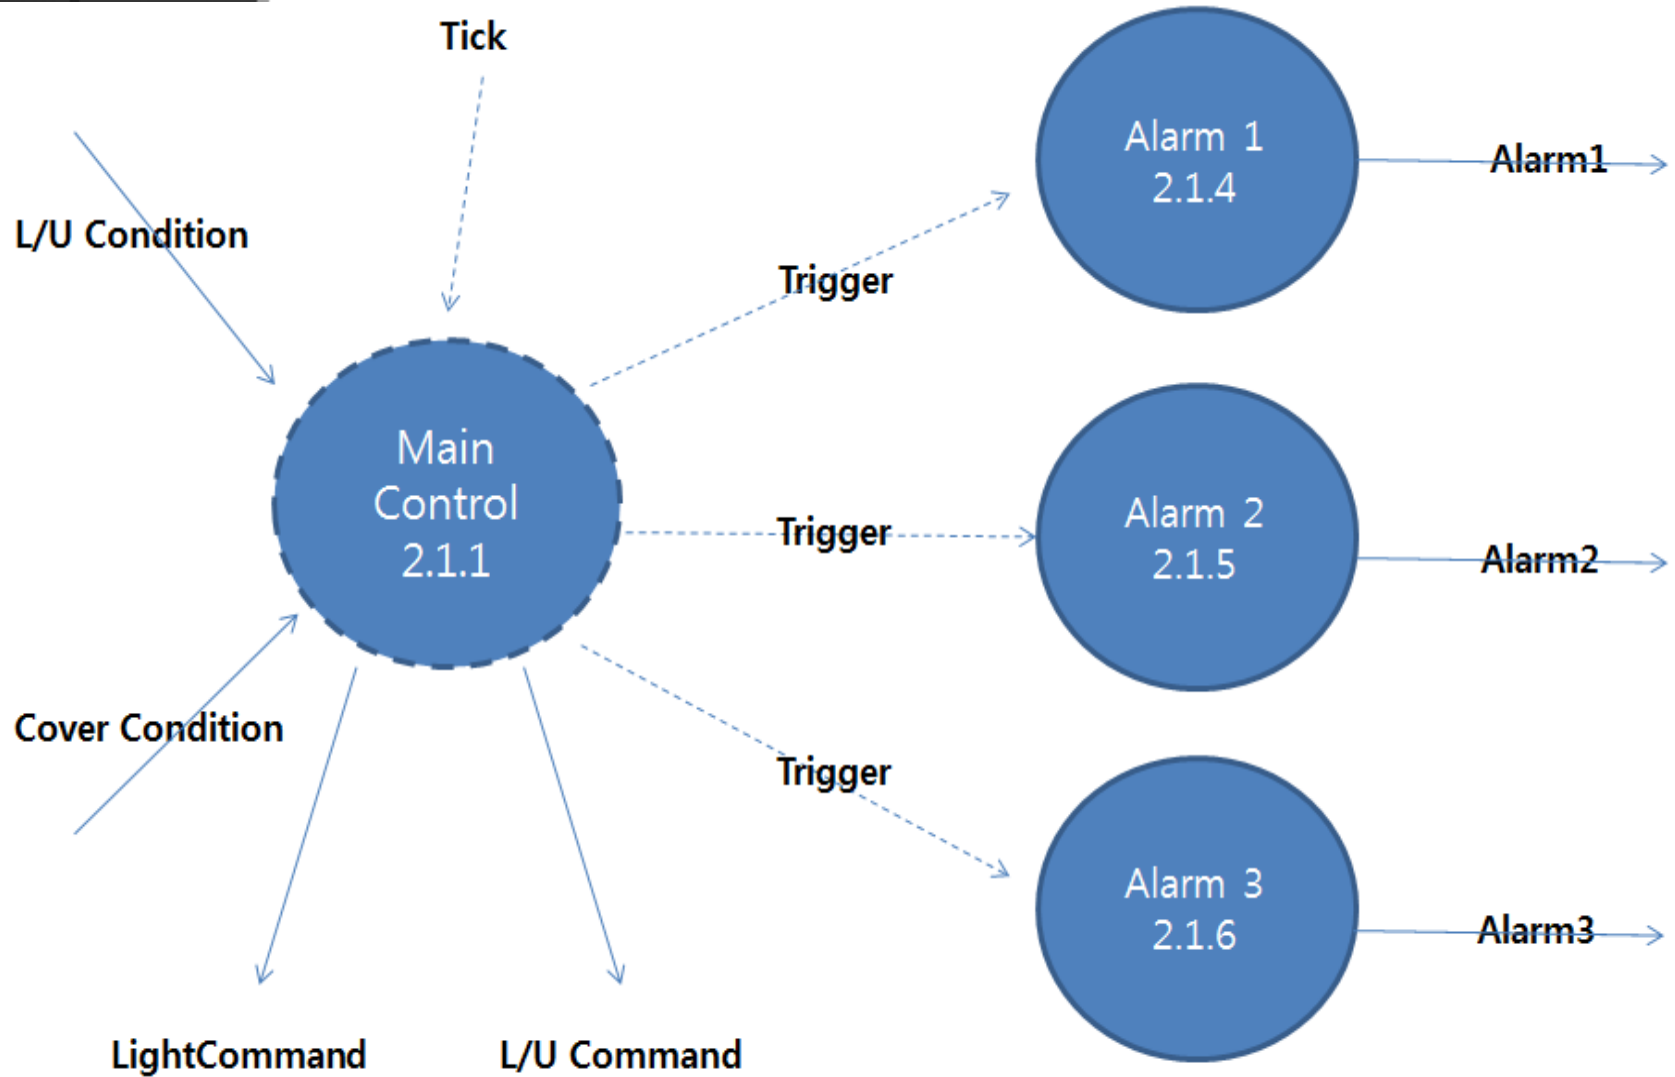 Tick
Alarm 1
2.1.4
Alarm1
L/U Condition
Trigger
Main
Control
2.1.1
Trigger
Alarm 2
2.1.5
Alarm2
Cover Condition
Trigger
Alarm 3
2.1.6
Alarm3
LightCommand
L/U Command